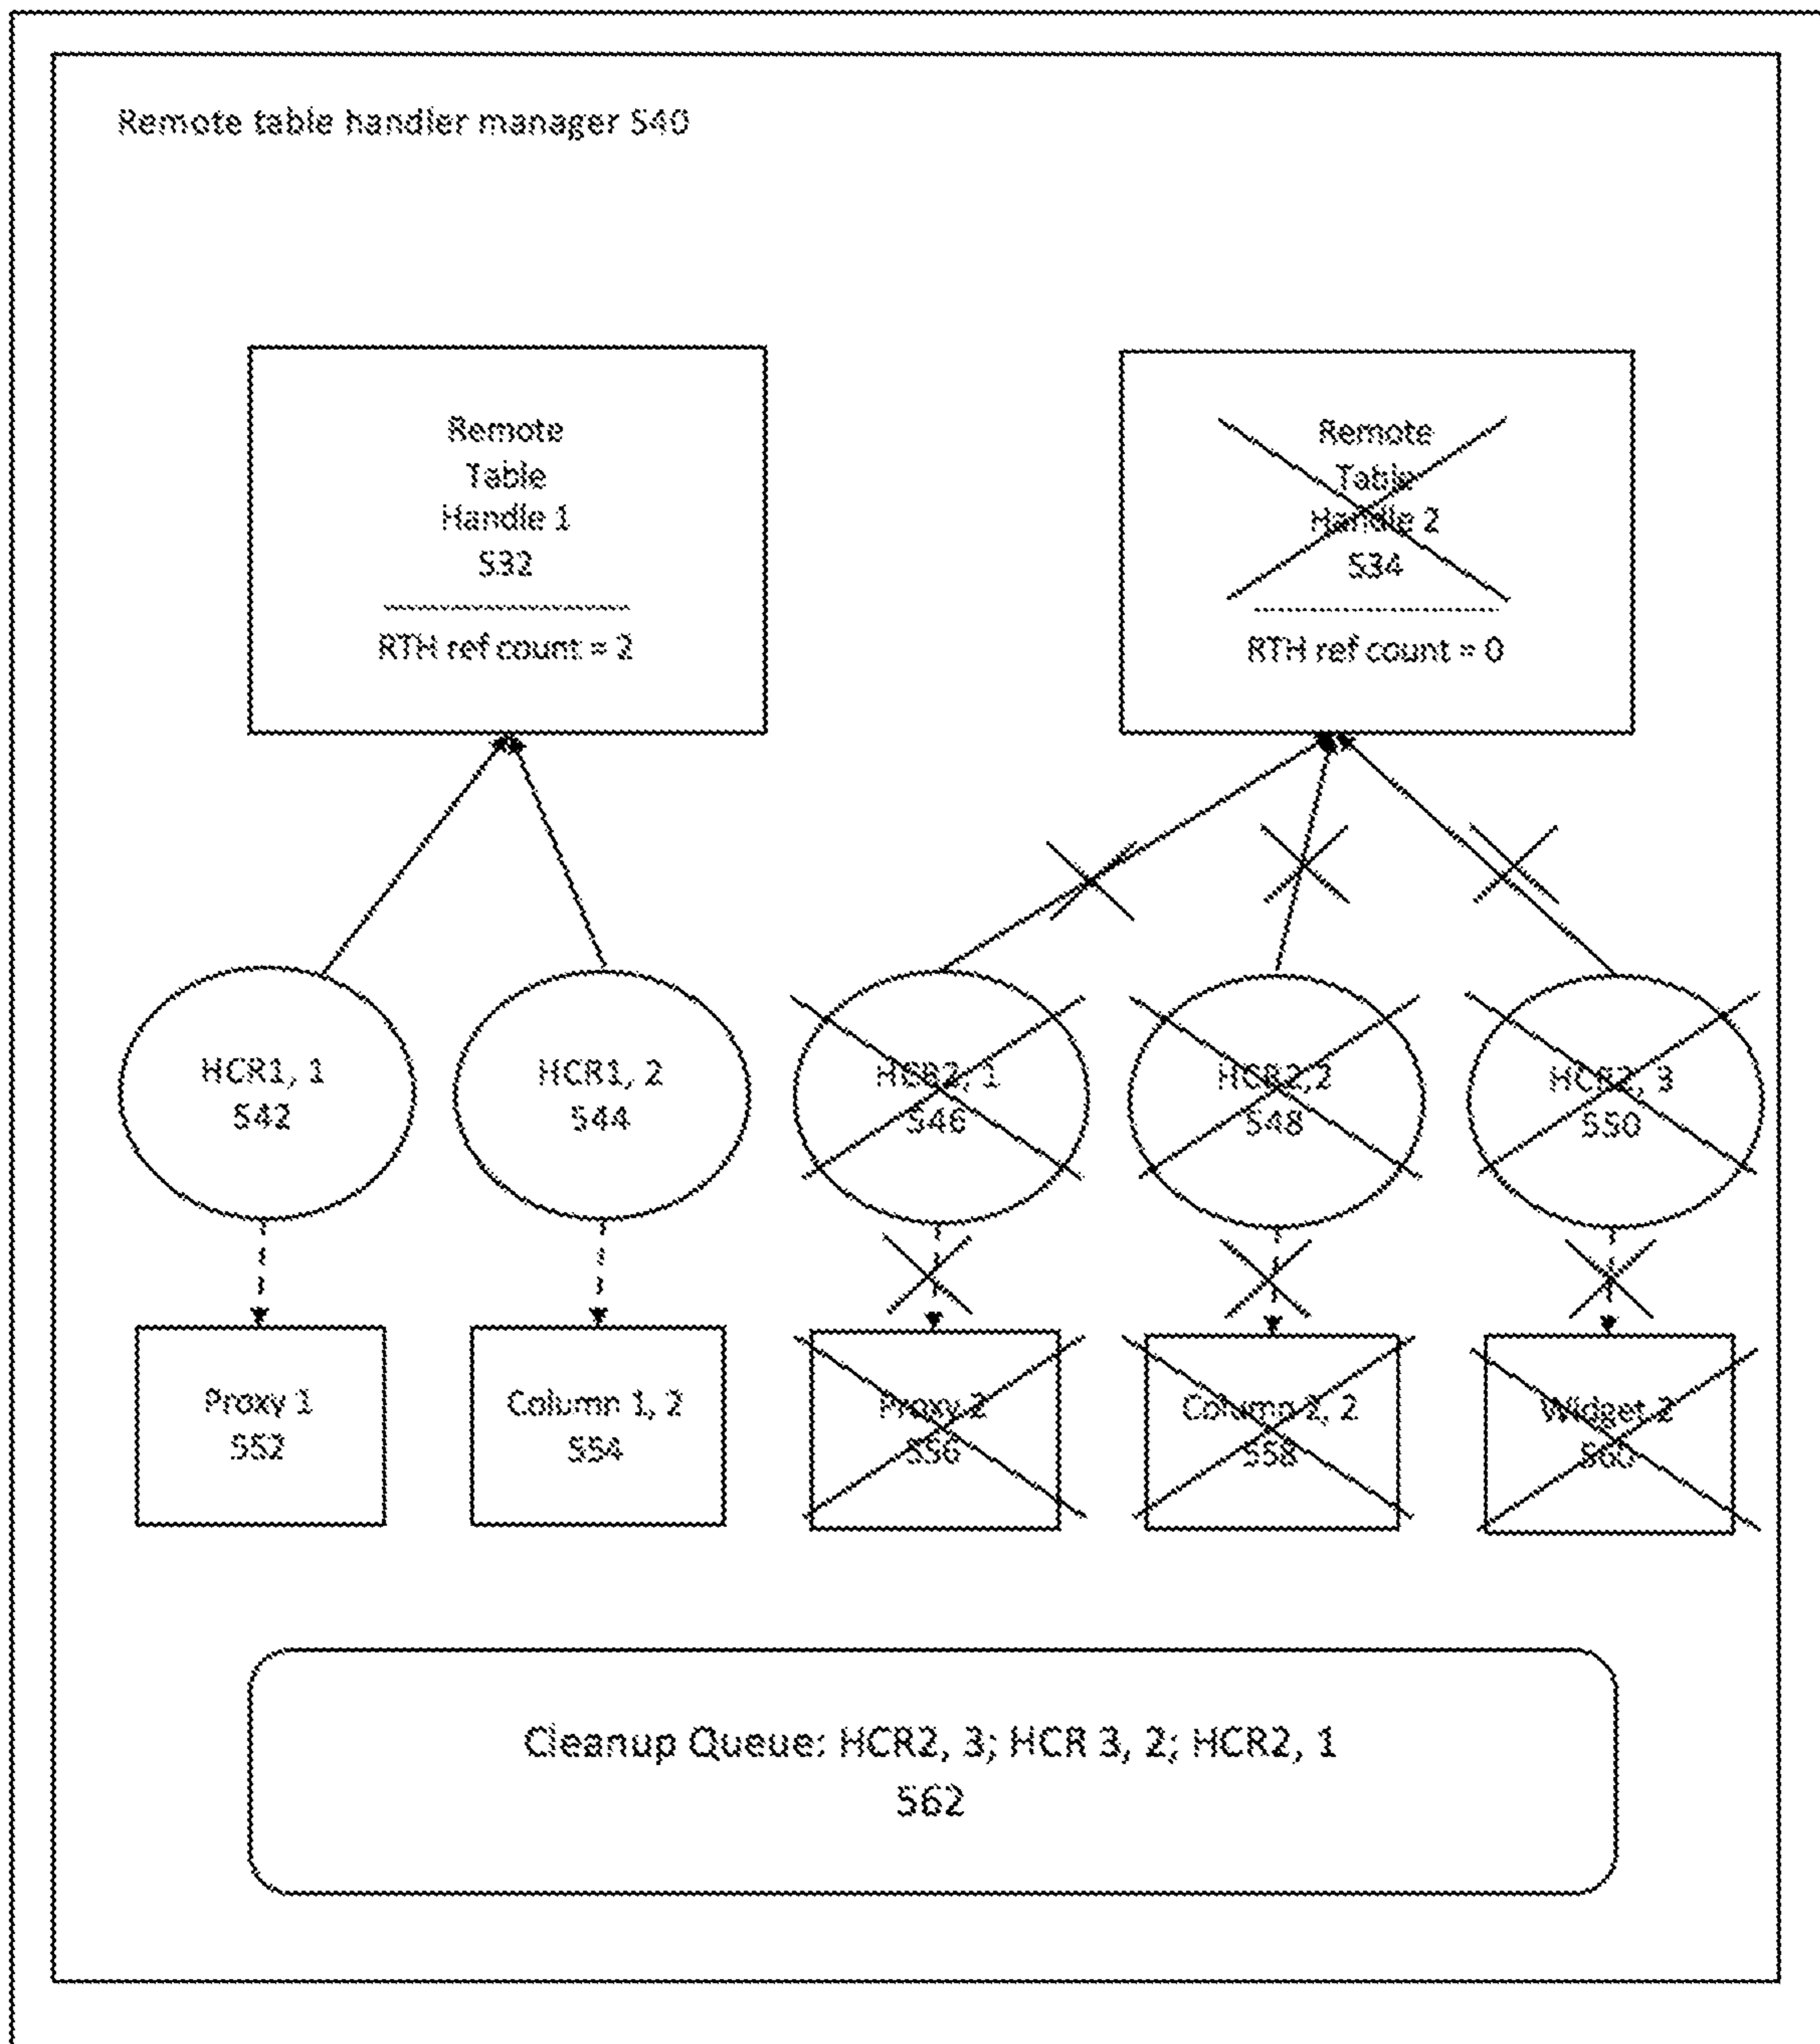 Remote table handler manager 540
Remote
Table
Handle 1
532
RTH ref count = 2
Remote
Table
Handle 2
534
RTH ref count = 0
HCR1, 1
542
HCR1, 2
544
HCR2, 1
546
HCR2,2
548
HCR2, 3
550
Proxy 1
552
Column 1, 2
554
Proxy 2
556
Column 2, 2
558
Widget 2
560
Cleanup Queue: HCR2, 3; HCR 3, 2; HCR2, 1
562